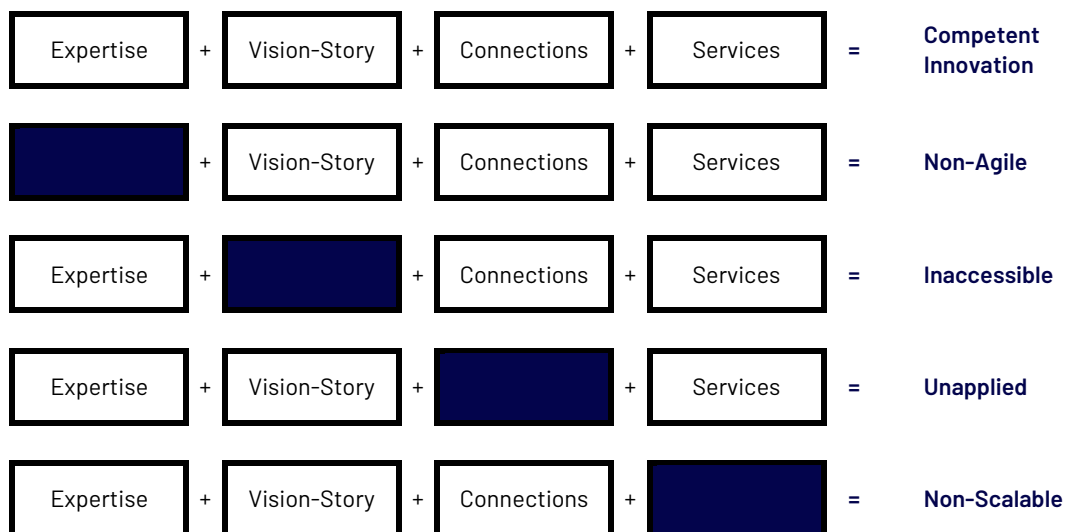 Expertise + Vision-Story + Connections + Services = Competent
Innovation
+ Vision-Story + Connections + Services = Non-Agile
Expertise + + Connections + Services = Inaccessible
Expertise + Vision-Story + + Services = Unapplied
Expertise + Vision-Story + Connections + = Non-Scalable